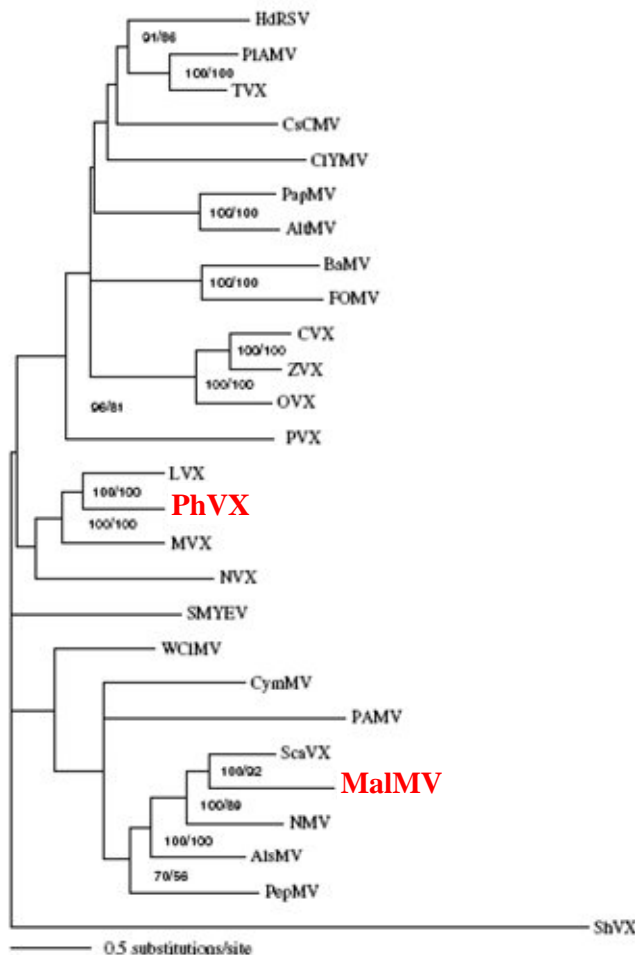 HdRSV
91/86
PlAMV
100/100
TVX
CsCMV
ClYMV
PapMV
100/100
AltMV
BaMV
100/100
FOMV
CVX
100/100
ZVX
100/100
OVX
96/81
PVX
LVX
100/100
PhVX
100/100
MVX
NVX
SMYEV
WClMV
CymMV
PAMV
ScaVX
100/92
MalMV
100/89
NMV
100/100
AlsMV
70/56
PepMV
ShVX
0.5 substitutions/site